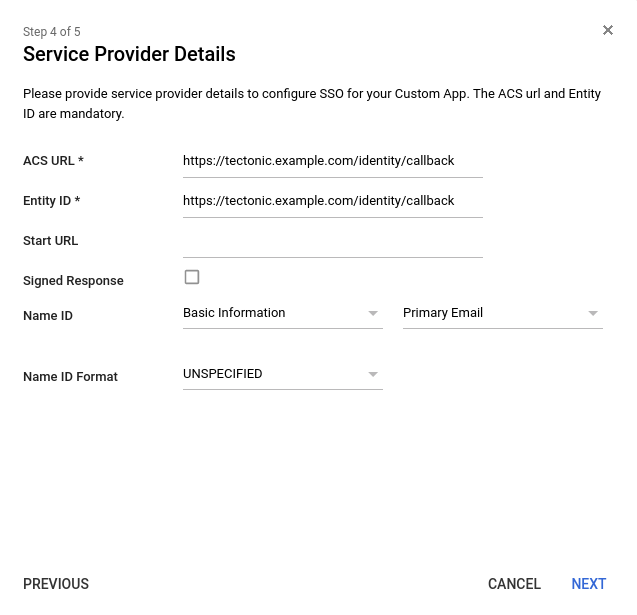 Step 4 of 5
Service Provider Details
Please provide service provider details to configure SSO for your Custom App. The ACS url and Entity
ID are mandatory.
ACS URL * https://tectonic.example.com/identity/callback
Entity ID * https://tectonic.example.com/identity/callback
Start URL
Signed Response
Name ID Basic Information Primary Email
Name ID Format UNSPECIFIED
PREVIOUS CANCEL NEXT